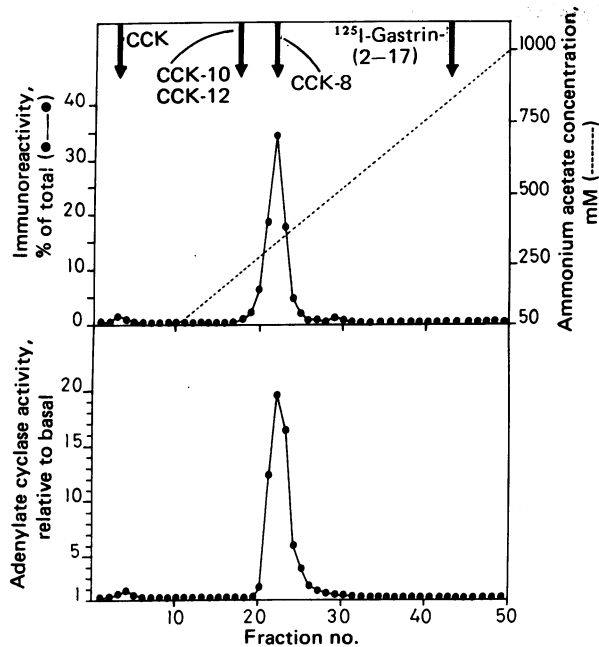 CCK
CCK-10
CCK-12
CCK-8
¹²⁵I-Gastrin-
(2–17)
Immunoreactivity,
% of total (●—●)
40
30
20
10
0
1000
750
500
250
50
Ammonium acetate concentration,
mM (------)
Adenylate cyclase activity,
relative to basal
20
15
10
5
1
10
20
30
40
50
Fraction no.